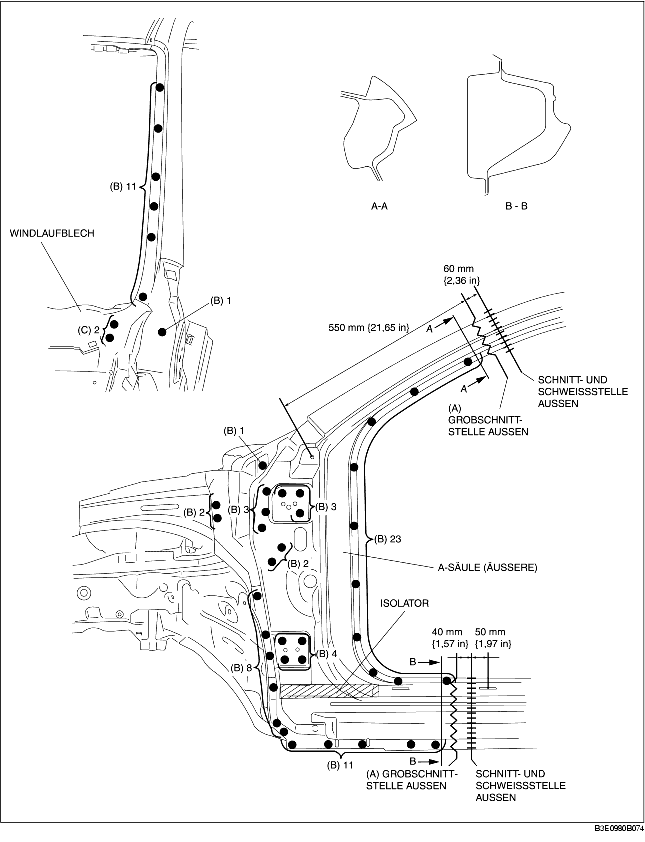 (B) 11
A-A
B - B
WINDLAUFBLECH
60 mm
{2,36 in}
(B) 1
(C) 2
550 mm {21,65 in}
A
SCHNITT- UND
SCHWEISSSTELLE
AUSSEN
A
(A)
GROBSCHNITT-
STELLE AUSSEN
(B) 1
(B) 2
(B) 3
(B) 3
(B) 23
(B) 2
A-SÄULE (ÄUSSERE)
ISOLATOR
40 mm
{1,57 in}
50 mm
{1,97 in}
(B) 8
(B) 4
B
B
(B) 11
(A) GROBSCHNITT-
STELLE AUSSEN
SCHNITT- UND
SCHWEISSSTELLE
AUSSEN
B3E0980B074